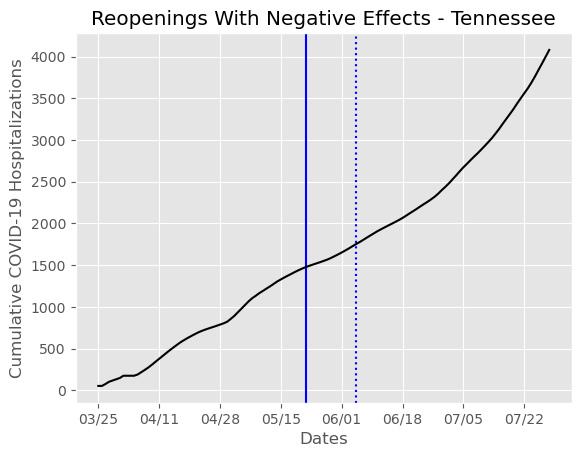 Reopenings With Negative Effects - Tennessee
Cumulative COVID-19 Hospitalizations
4000
3500
3000
2500
2000
1500
1000
500
0
03/25 04/11 04/28 05/15 06/01 06/18 07/05 07/22
Dates